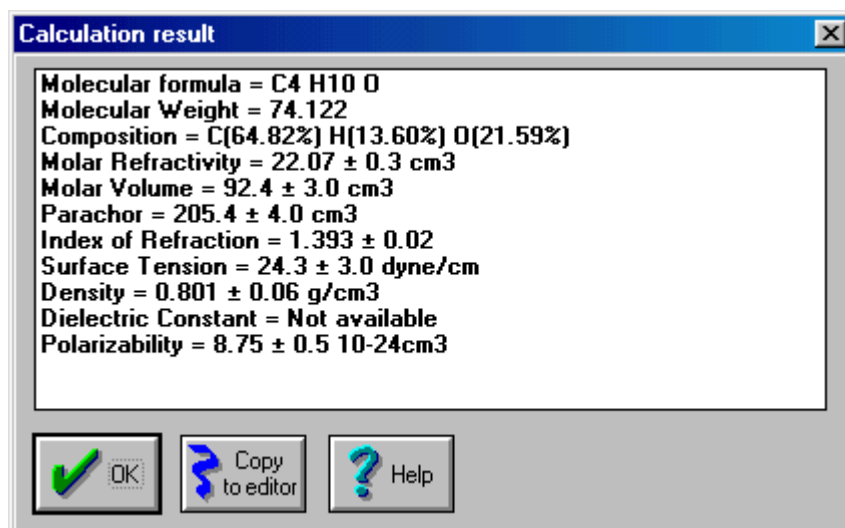 Calculation result
Molecular formula = C4 H10 O
Molecular Weight = 74.122
Composition = C(64.82%) H(13.60%) O(21.59%)
Molar Refractivity = 22.07 ± 0.3 cm3
Molar Volume = 92.4 ± 3.0 cm3
Parachor = 205.4 ± 4.0 cm3
Index of Refraction = 1.393 ± 0.02
Surface Tension = 24.3 ± 3.0 dyne/cm
Density = 0.801 ± 0.06 g/cm3
Dielectric Constant = Not available
Polarizability = 8.75 ± 0.5 10-24cm3
OK
Copy
to editor
Help